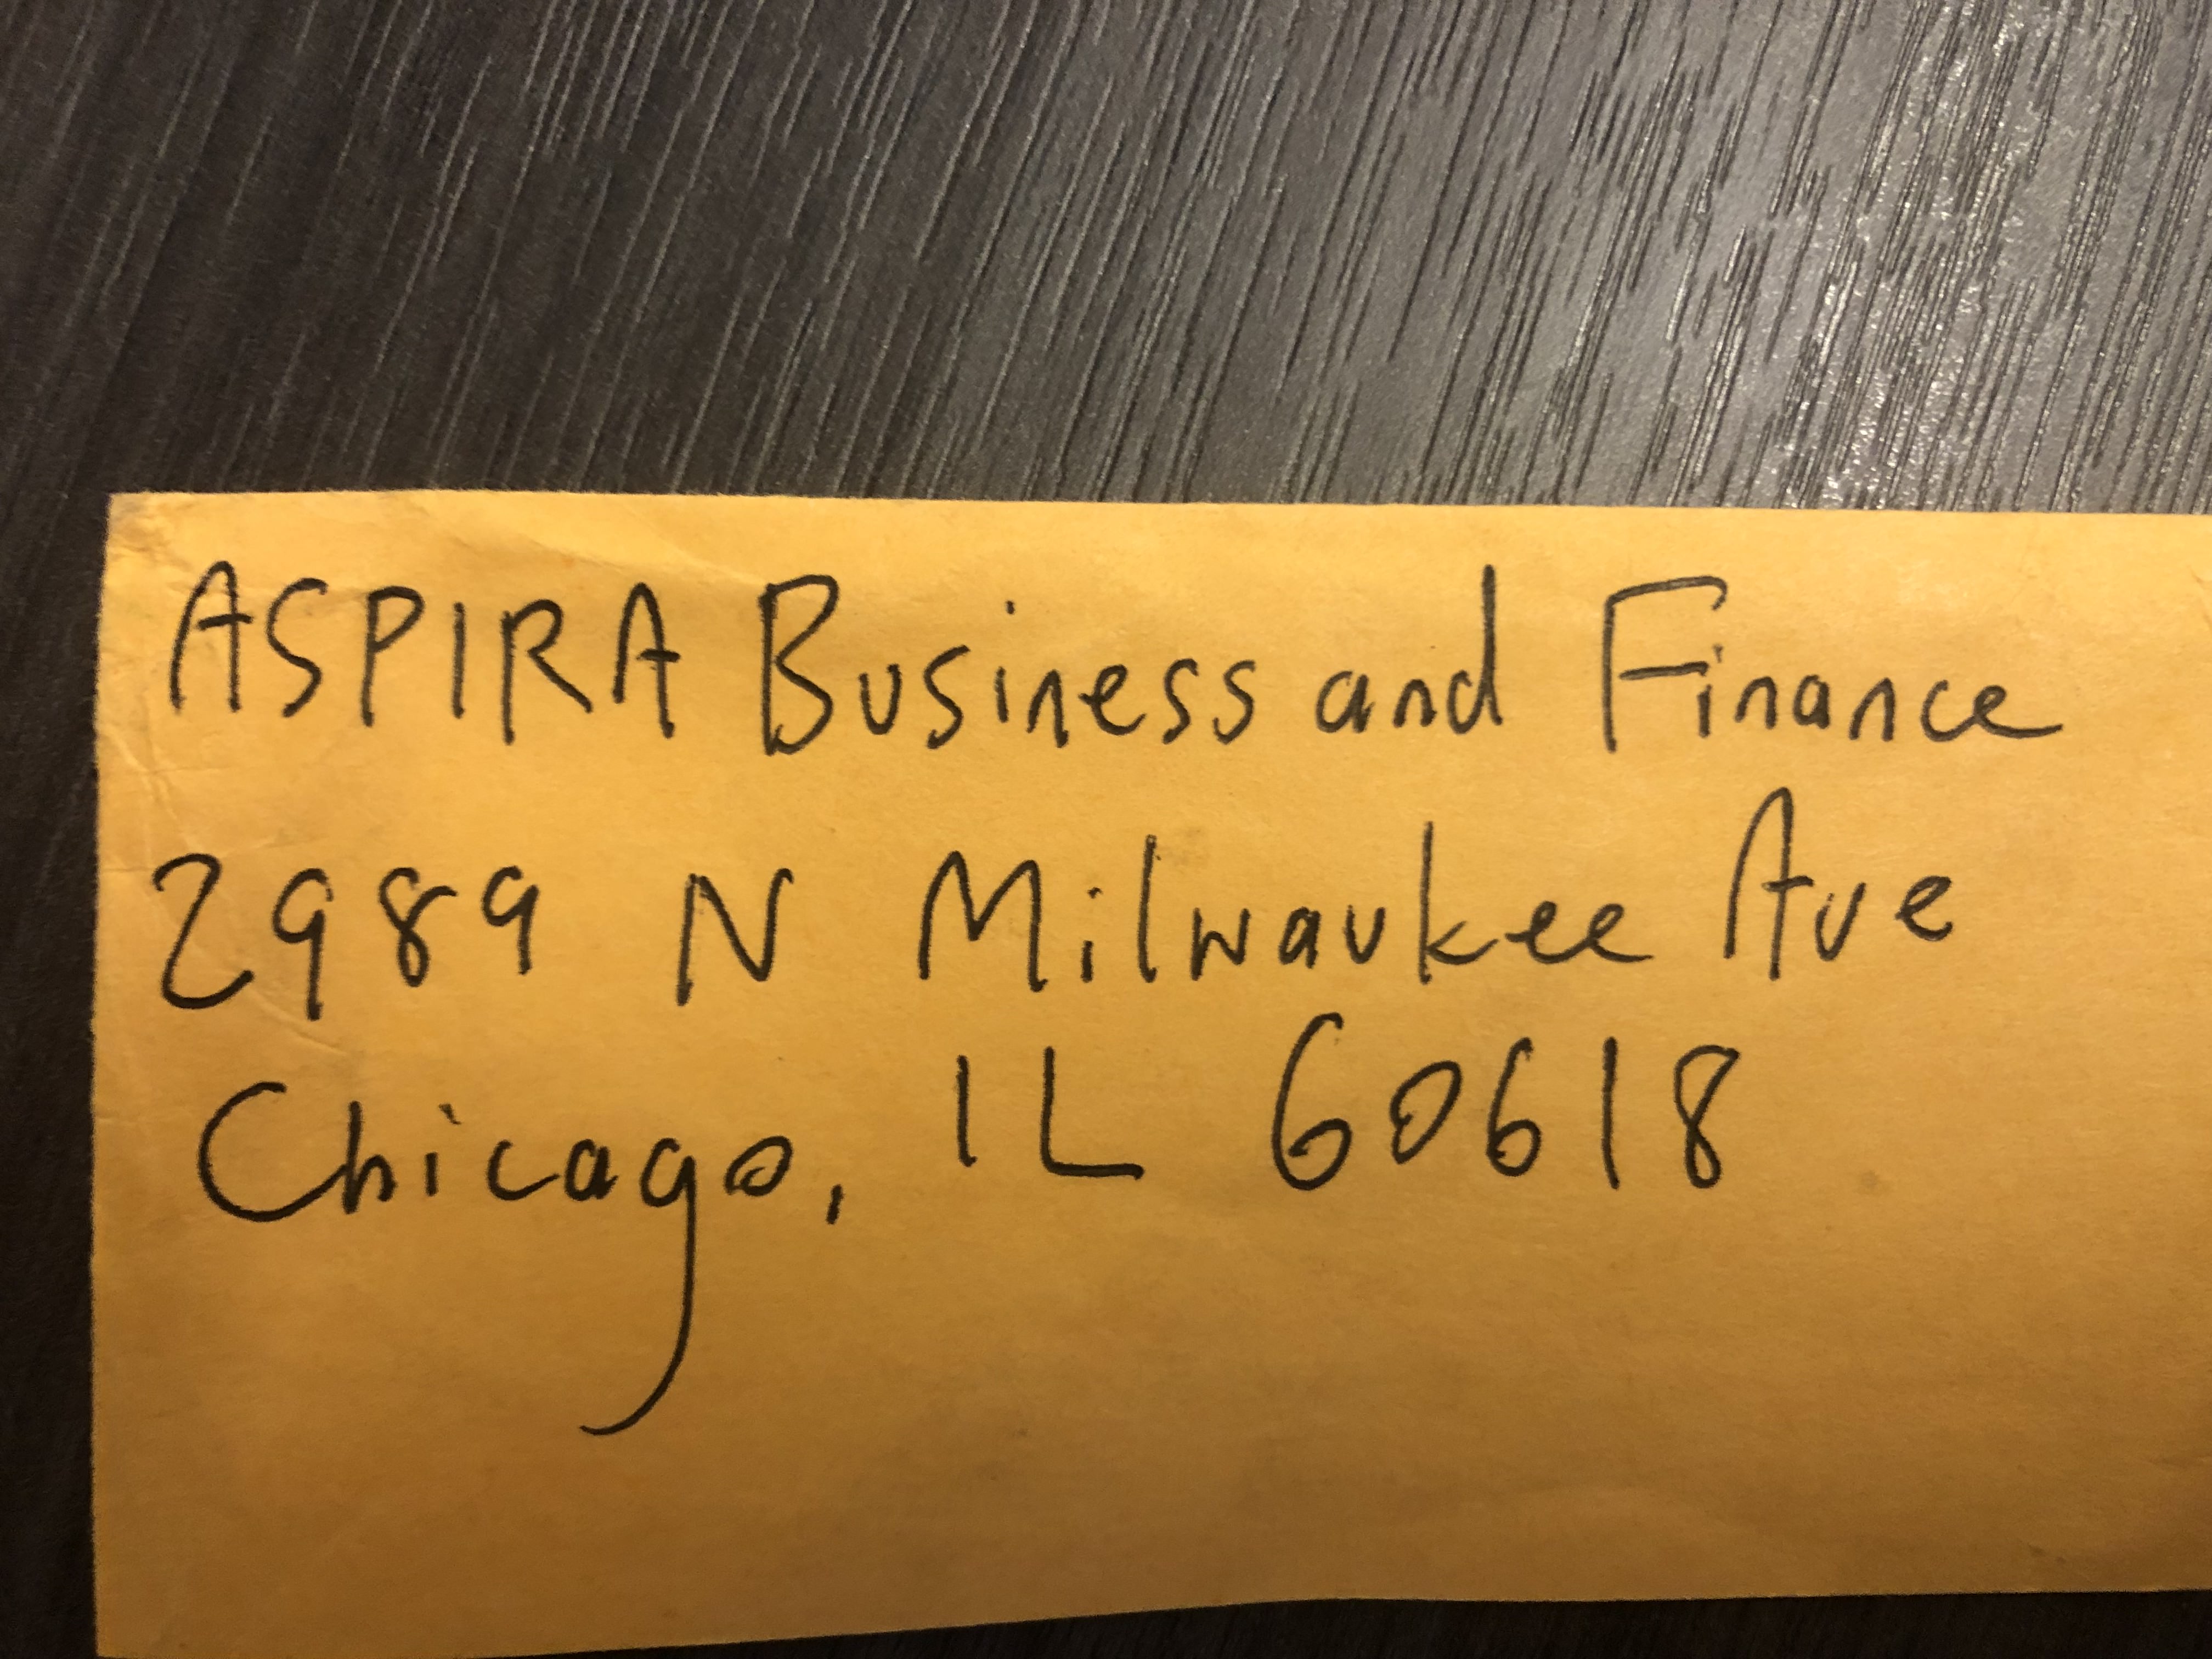 ASPIRA Business and Finance
2989 N Milwaukee Ave
Chicago, IL 60618